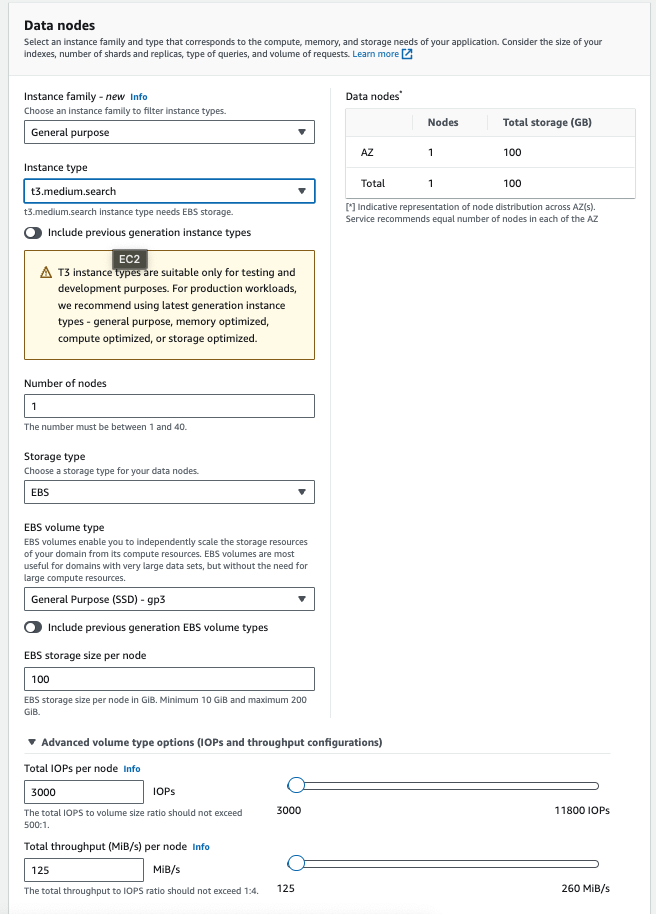 Data nodes
Select an instance family and type that corresponds to the compute, memory, and storage needs of your application. Consider the size of your
indexes, number of shards and replicas, type of queries, and volume of requests. Learn more
Instance family - new Info
Choose an instance family to filter instance types.
General purpose
Instance type
t3.medium.search
t3.medium.search instance type needs EBS storage.
Include previous generation instance types
EC2
T3 instance types are suitable only for testing and
development purposes. For production workloads,
we recommend using latest generation instance
types - general purpose, memory optimized,
compute optimized, or storage optimized.
Number of nodes
1
The number must be between 1 and 40.
Storage type
Choose a storage type for your data nodes.
EBS
EBS volume type
EBS volumes enable you to independently scale the storage resources
of your domain from its compute resources. EBS volumes are most
useful for domains with very large data sets, but without the need for
large compute resources.
General Purpose (SSD) - gp3
Include previous generation EBS volume types
EBS storage size per node
100
EBS storage size per node in GiB. Minimum 10 GiB and maximum 200
GiB.
Data nodes*
Nodes Total storage (GB)
AZ 1 100
Total 1 100
[*] Indicative representation of node distribution across AZ(s).
Service recommends equal number of nodes in each of the AZ
Advanced volume type options (IOPs and throughput configurations)
Total IOPs per node Info
3000 IOPs
The total IOPS to volume size ratio should not exceed
500:1.
3000 11800 IOPs
Total throughput (MiB/s) per node Info
125 MiB/s
The total throughput to IOPS ratio should not exceed 1:4.
125 260 MiB/s